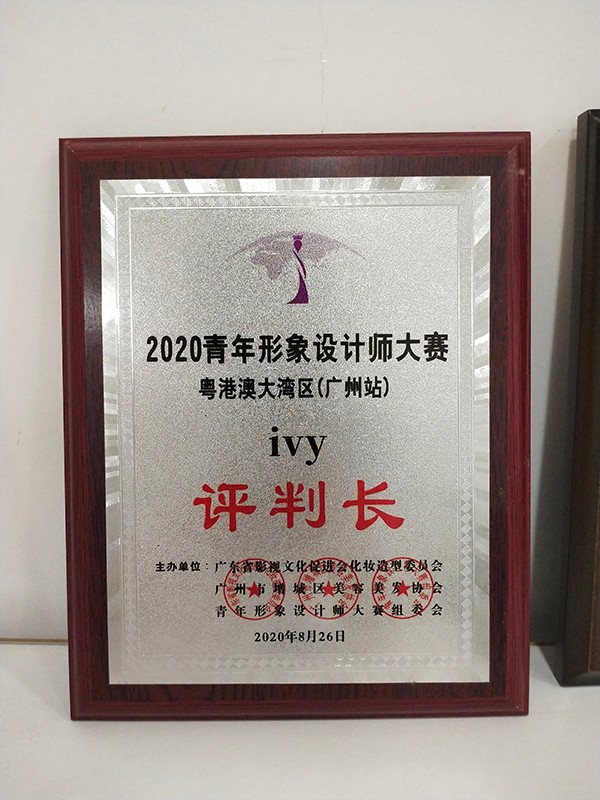 2020青年形象设计师大赛
粤港澳大湾区(广州站)
ivy
评判长
主办单位：广东省影视文化促进会化妆造型委员会
广州市增城区美容美发协会
青年形象设计师大赛组委会
2020年8月26日